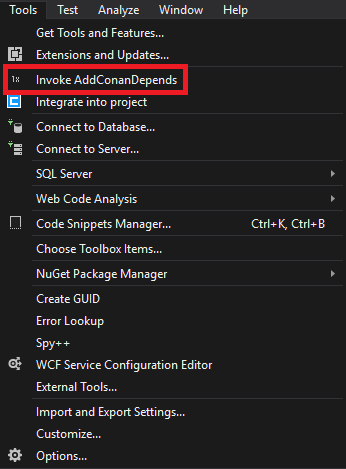 Tools Test Analyze Window Help
Get Tools and Features...
Extensions and Updates...
1x Invoke AddConanDepends
Integrate into project
Connect to Database...
Connect to Server...
SQL Server
Web Code Analysis
Code Snippets Manager... Ctrl+K, Ctrl+B
Choose Toolbox Items...
NuGet Package Manager
Create GUID
Error Lookup
Spy++
WCF Service Configuration Editor
External Tools...
Import and Export Settings...
Customize...
Options...